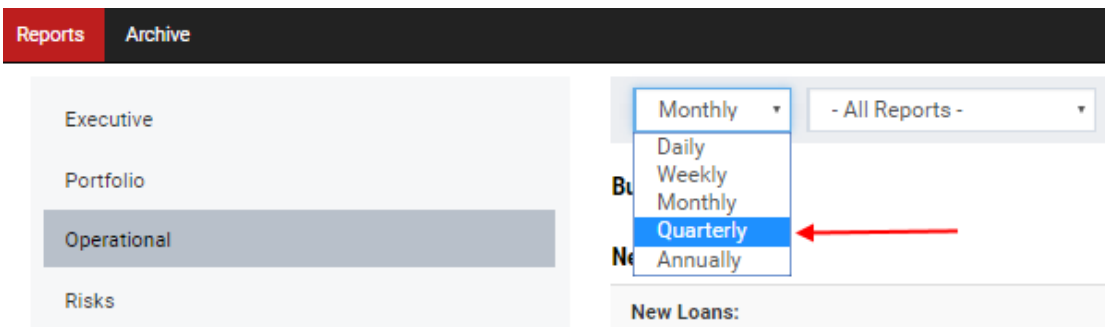 Reports Archive
Executive
Portfolio
Operational
Risks
Monthly - All Reports -
Daily
Weekly
Monthly
Quarterly
Annually
New Loans: